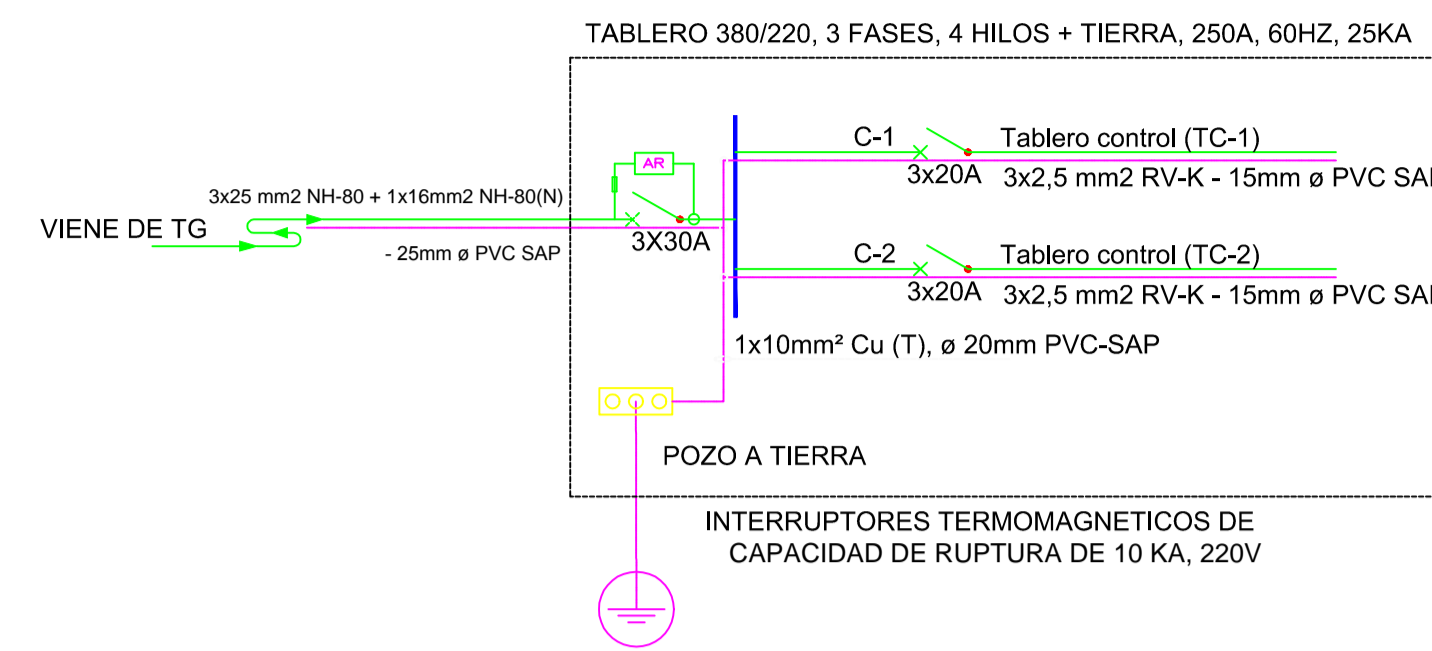 TABLERO 380/220, 3 FASES, 4 HILOS + TIERRA, 250A, 60HZ, 25KA
C-1
Tablero control (TC-1)
AR
3x20A
3x2,5 mm2 RV-K - 15mm ø PVC
3x25 mm2 NH-80 + 1x16mm2 NH-80(N)
VIENE DE TG
3X30A
- 25mm ø PVC SAP
C-2
Tablero control (TC-2)
3x20A
3x2,5 mm2 RV-K - 15mm ø PVC
1x10mm² Cu (T), ø 20mm PVC-SAP
POZO A TIERRA
INTERRUPTORES TERMOMAGNETICOS DE
CAPACIDAD DE RUPTURA DE 10 KA, 220V